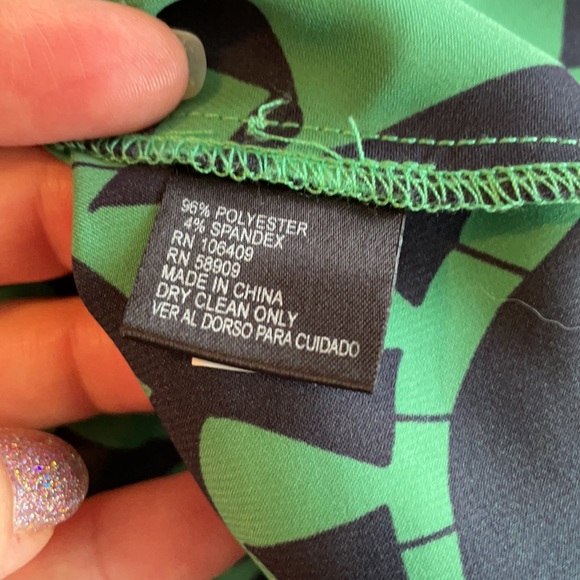 96% POLYESTER
4% SPANDEX
RN 106409
RN 58909
MADE IN CHINA
DRY CLEAN ONLY
VER AL DORSO PARA CUIDADO